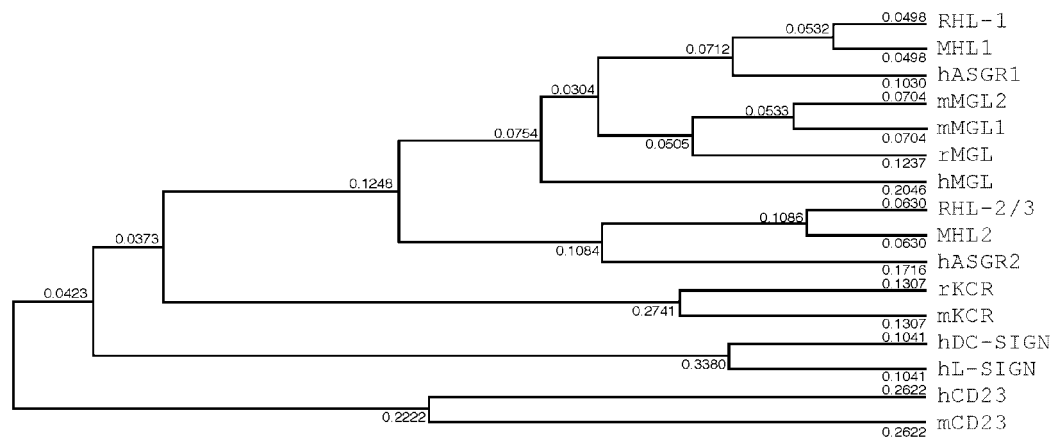 0.0498 RHL-1
0.0532
MHL1
0.0712 0.0498
hASGR1
0.1030
0.0304 0.0704 mMGL2
0.0533
mMGL1
0.0754 0.0704
0.0505
rMGL
0.1237
hMGL
0.1248 0.2046
0.0630 RHL-2/3
0.1086
MHL2
0.0373 0.0630
0.1084
hASGR2
0.1716
0.1307 rKCR
0.0423
0.2741
mKCR
0.1307
0.1041 hDC-SIGN
0.3380
hL-SIGN
0.1041
0.2622 hCD23
0.2222
mCD23
0.2622